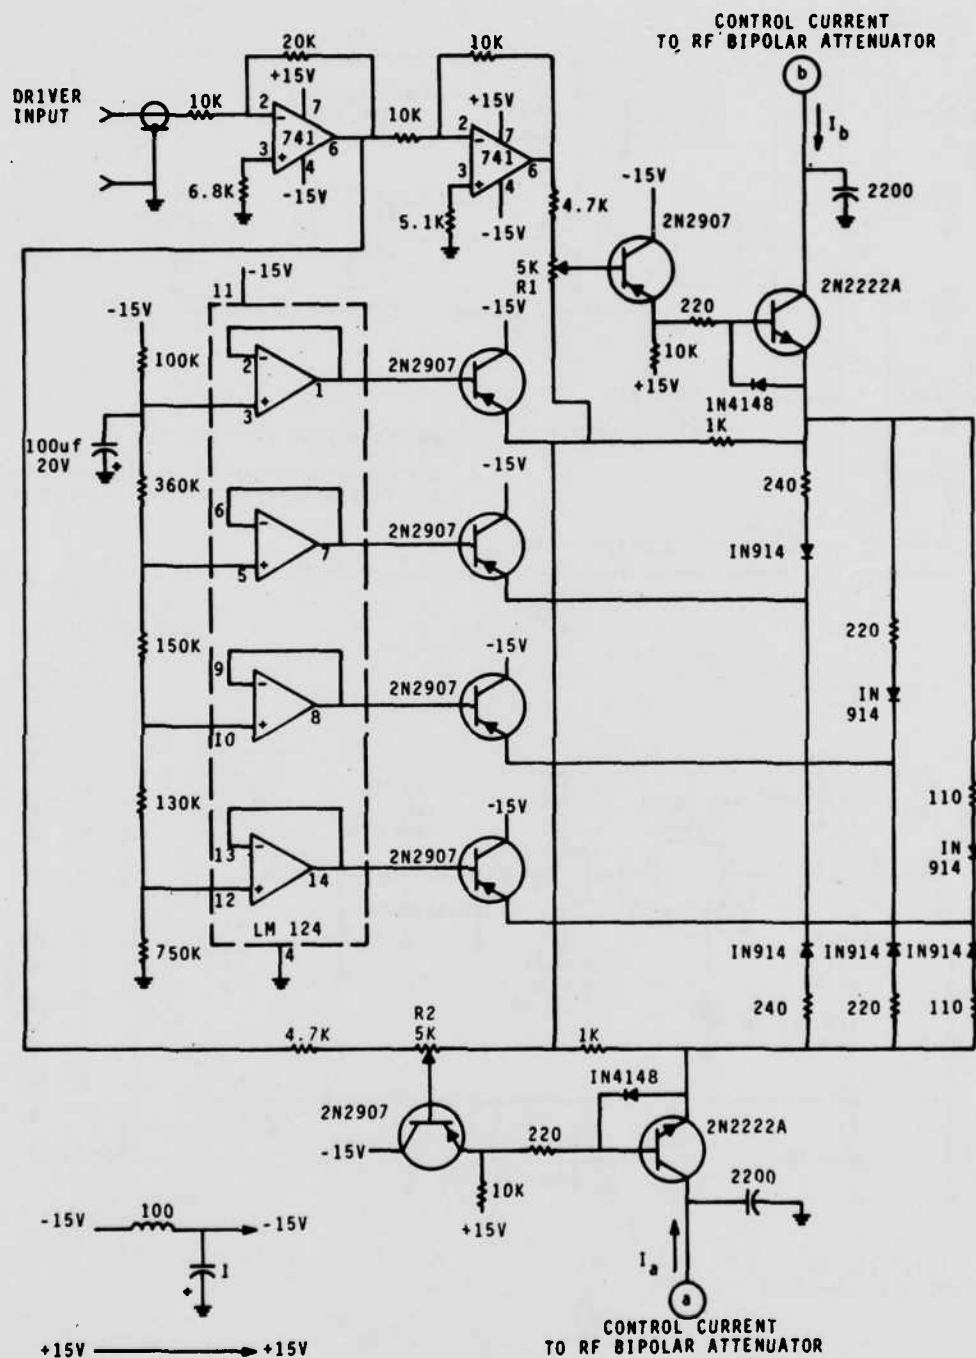 CONTROL CURRENT
TO RF BIPOLAR ATTENUATOR
b
20K
10K
+15V
+15V
DRIVER
INPUT
10K
2
7
741
6
3
4
-15V
6.8K
10K
2
7
741
6
3
4
-15V
5.1K
4.7K
I b
2200
-15V
2N2907
5K
R1
220
2N2222A
10K
+15V
1N4148
1K
-15V
11
-15V
100K
2
1
3
2N2907
-15V
100uf
20V
360K
-15V
240
6
7
5
2N2907
IN914
150K
220
-15V
9
8
10
2N2907
IN
914
130K
-15V
110
13
14
12
2N2907
IN
914
LM 124
4
750K
IN914
IN914
IN914
240
220
110
4.7K
R2
5K
1K
IN4148
2N2907
-15V
220
2N2222A
10K
+15V
2200
-15V
100
-15V
1
I a
a
+15V
+15V
CONTROL CURRENT
TO RF BIPOLAR ATTENUATOR